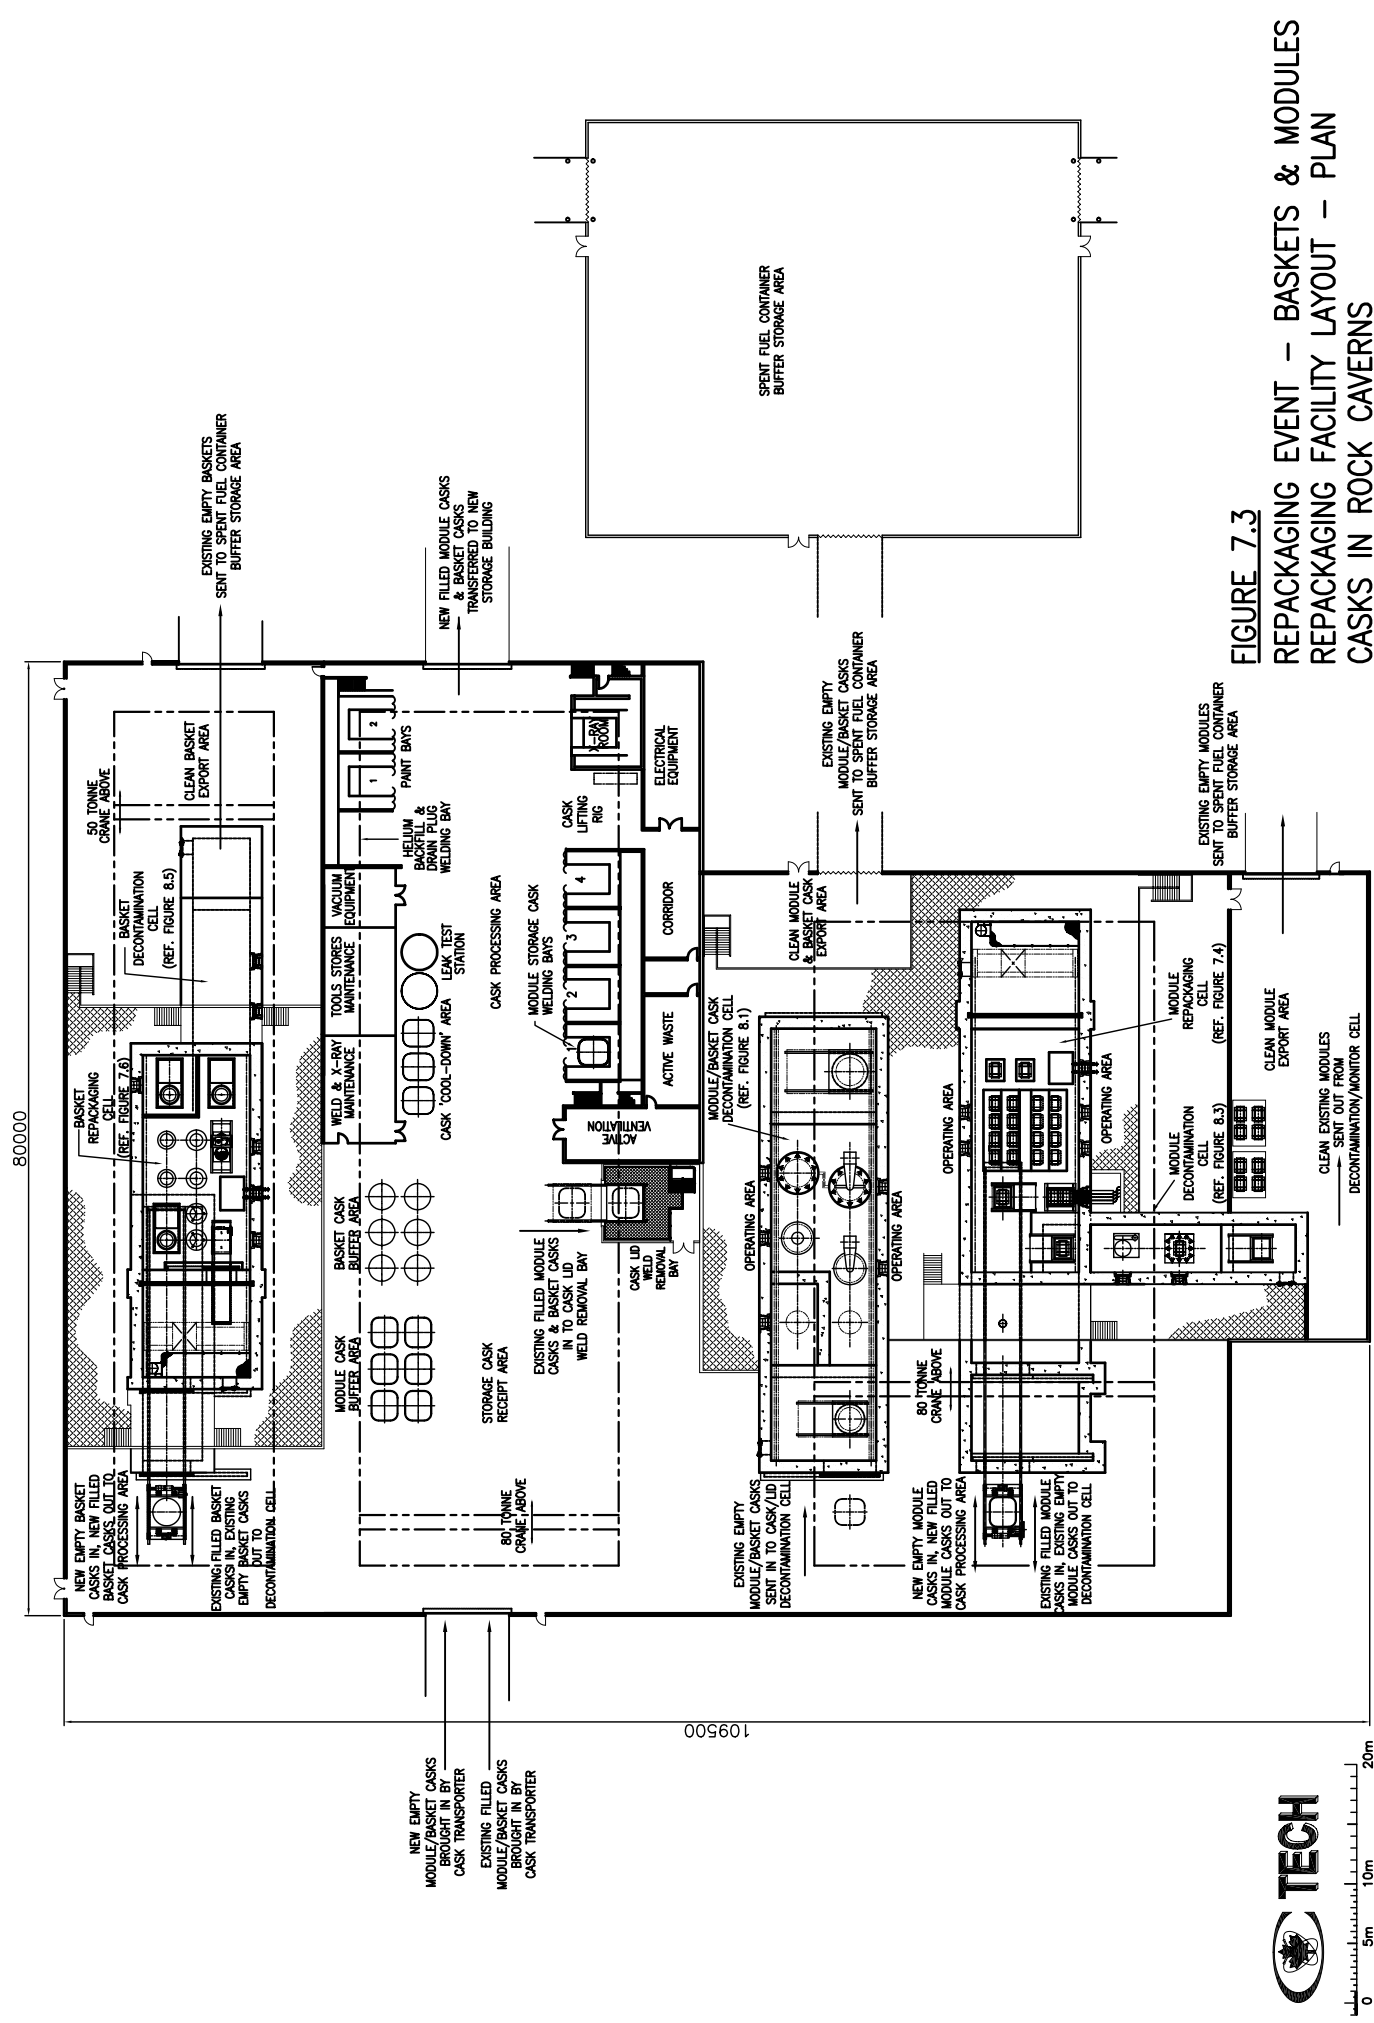 80000
109500
NEW EMPTY BASKET
CASKS IN, NEW FILLED
BASKET CASKS OUT TO
CASK PROCESSING AREA
EXISTING FILLED BASKET
CASKS IN, EXISTING
EMPTY BASKET CASKS
OUT TO
DECONTAMINATION CELL
BASKET
REPACKAGING
CELL
(REF. FIGURE 7.6)
BASKET
DECONTAMINATION
CELL
(REF. FIGURE 8.5)
50 TONNE
CRANE ABOVE
CLEAN BASKET
EXPORT AREA
EXISTING EMPTY BASKETS
SENT TO SPENT FUEL CONTAINER
BUFFER STORAGE AREA
WELD & X-RAY
MAINTENANCE
TOOLS STORES
MAINTENANCE
VACUUM
EQUIPMENT
HELIUM
BACKFILL &
DRAIN PLUG
WELDING BAY
1
2
PAINT BAYS
NEW FILLED MODULE CASKS
& BASKET CASKS
TRANSFERRED TO NEW
STORAGE BUILDING
MODULE CASK
BUFFER AREA
BASKET CASK
BUFFER AREA
CASK 'COOL-DOWN' AREA
LEAK TEST
STATION
CASK PROCESSING AREA
STORAGE CASK
RECEIPT AREA
80 TONNE
CRANE ABOVE
EXISTING FILLED MODULE
CASKS & BASKET CASKS
IN TO CASK LID
WELD REMOVAL BAY
CASK LID
WELD
REMOVAL
BAY
MODULE STORAGE CASK
WELDING BAYS
1
2
3
4
CASK
LIFTING
RIG
X-RAY
ROOM
ACTIVE
VENTILATION
ACTIVE WASTE
CORRIDOR
ELECTRICAL
EQUIPMENT
NEW EMPTY
MODULE/BASKET CASKS
BROUGHT IN BY
CASK TRANSPORTER
EXISTING FILLED
MODULE/BASKET CASKS
BROUGHT IN BY
CASK TRANSPORTER
EXISTING EMPTY
MODULE/BASKET CASKS
SENT IN TO CASK/LID
DECONTAMINATION CELL
MODULE/BASKET CASK
DECONTAMINATION CELL
(REF. FIGURE 8.1)
OPERATING AREA
OPERATING AREA
CLEAN MODULE
& BASKET CASK
EXPORT AREA
EXISTING EMPTY
MODULE/BASKET CASKS
SENT TO SPENT FUEL CONTAINER
BUFFER STORAGE AREA
SPENT FUEL CONTAINER
BUFFER STORAGE AREA
80 TONNE
CRANE ABOVE
NEW EMPTY MODULE
CASKS IN, NEW FILLED
MODULE CASKS OUT TO
CASK PROCESSING AREA
EXISTING FILLED MODULE
CASKS IN, EXISTING EMPTY
MODULE CASKS OUT TO
DECONTAMINATION CELL
OPERATING AREA
OPERATING AREA
MODULE
REPACKAGING
CELL
(REF. FIGURE 7.4)
MODULE
DECONTAMINATION
CELL
(REF. FIGURE 8.3)
CLEAN MODULE
EXPORT AREA
CLEAN EXISTING MODULES
SENT OUT FROM
DECONTAMINATION/MONITOR CELL
EXISTING EMPTY MODULES
SENT TO SPENT FUEL CONTAINER
BUFFER STORAGE AREA
FIGURE 7.3
REPACKAGING EVENT – BASKETS & MODULES
REPACKAGING FACILITY LAYOUT – PLAN
CASKS IN ROCK CAVERNS
TECH
0
5m
10m
20m